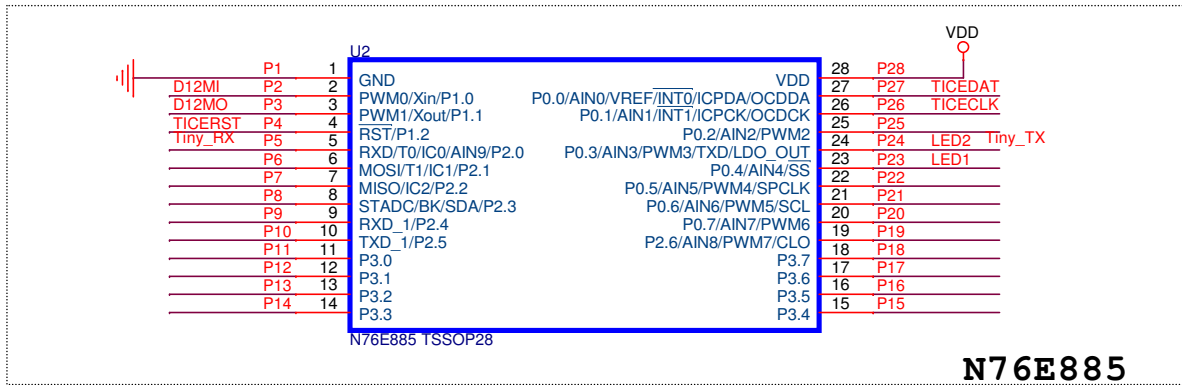 VDD
U2
P1 1 GND VDD 28 P28
D12MI P2 2 PWM0/Xin/P1.0 P0.0/AIN0/VREF/INT0/ICPDA/OCDDA 27 P27 TICEDAT
D12MO P3 3 PWM1/Xout/P1.1 P0.1/AIN1/INT1/ICPCK/OCDCK 26 P26 TICECLK
TICERST P4 4 RST/P1.2 P0.2/AIN2/PWM2 25 P25
Tiny_RX P5 5 RXD/T0/IC0/AIN9/P2.0 P0.3/AIN3/PWM3/TXD/LDO_OUT 24 P24 LED2 Tiny_TX
P6 6 MOSI/T1/IC1/P2.1 P0.4/AIN4/SS 23 P23 LED1
P7 7 MISO/IC2/P2.2 P0.5/AIN5/PWM4/SPCLK 22 P22
P8 8 STADC/BK/SDA/P2.3 P0.6/AIN6/PWM5/SCL 21 P21
P9 9 RXD_1/P2.4 P0.7/AIN7/PWM6 20 P20
P10 10 TXD_1/P2.5 P2.6/AIN8/PWM7/CLO 19 P19
P11 11 P3.0 P3.7 18 P18
P12 12 P3.1 P3.6 17 P17
P13 13 P3.2 P3.5 16 P16
P14 14 P3.3 P3.4 15 P15
N76E885 TSSOP28
N76E885